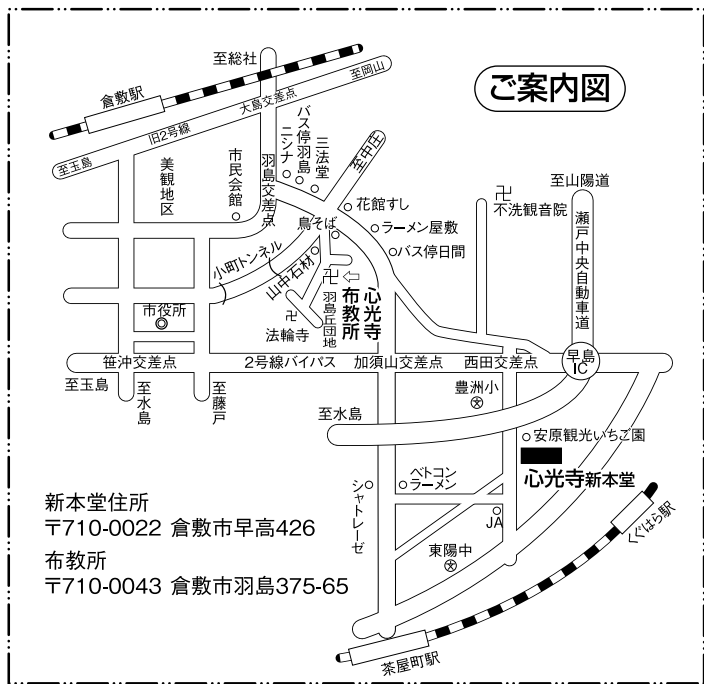 ご案内図
至総社
至岡山
倉敷駅
大島交差点
旧2号線
至玉島
美観地区
市民会館
羽島交差点
ニシナ
バス停羽島
三法堂
至中庄
花館すし
ラーメン屋敷
バス停日間
鳥そば
小町トンネル
山中石材
卍
卍
不洗観音院
至山陽道
瀬戸中央自動車道
⇦
心光寺
布教所
羽島丘団地
卍
法輪寺
市役所
笹沖交差点
2号線バイパス
加須山交差点
西田交差点
早島
IC
至玉島
至水島
至藤戸
豊洲小
文
至水島
安原観光いちご園
心光寺新本堂
シャトレーゼ
ベトコン
ラーメン
JA
東陽中
文
くぐはら駅
茶屋町駅
新本堂住所
〒710-0022 倉敷市早高426
布教所
〒710-0043 倉敷市羽島375-65